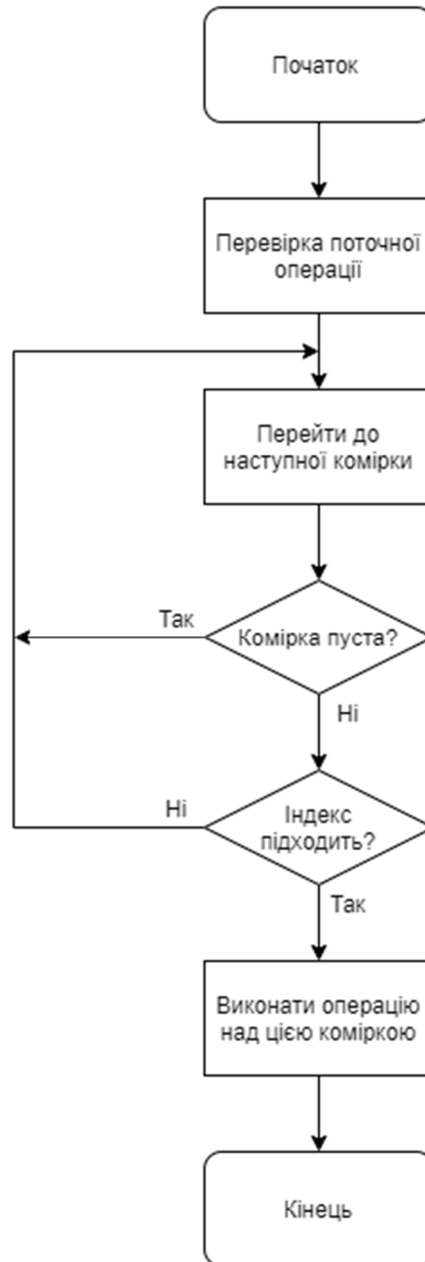 Початок
Перевірка поточної
операції
Перейти до
наступної комірки
Так
Комірка пуста?
Ні
Ні
Індекс
підходить?
Так
Виконати операцію
над цією коміркою
Кінець